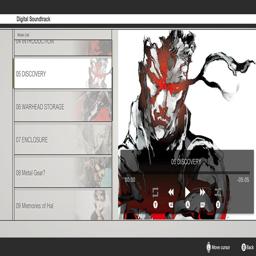 Digital Soundtrack
Music List
04 INTRODUCTION
05 DISCOVERY
06 WARHEAD STORAGE
07 ENCLOSURE
08 Metal Gear?
09 Memories of Hal
05 DISCOVERY
00:00
-05:05
Move cursor
Back